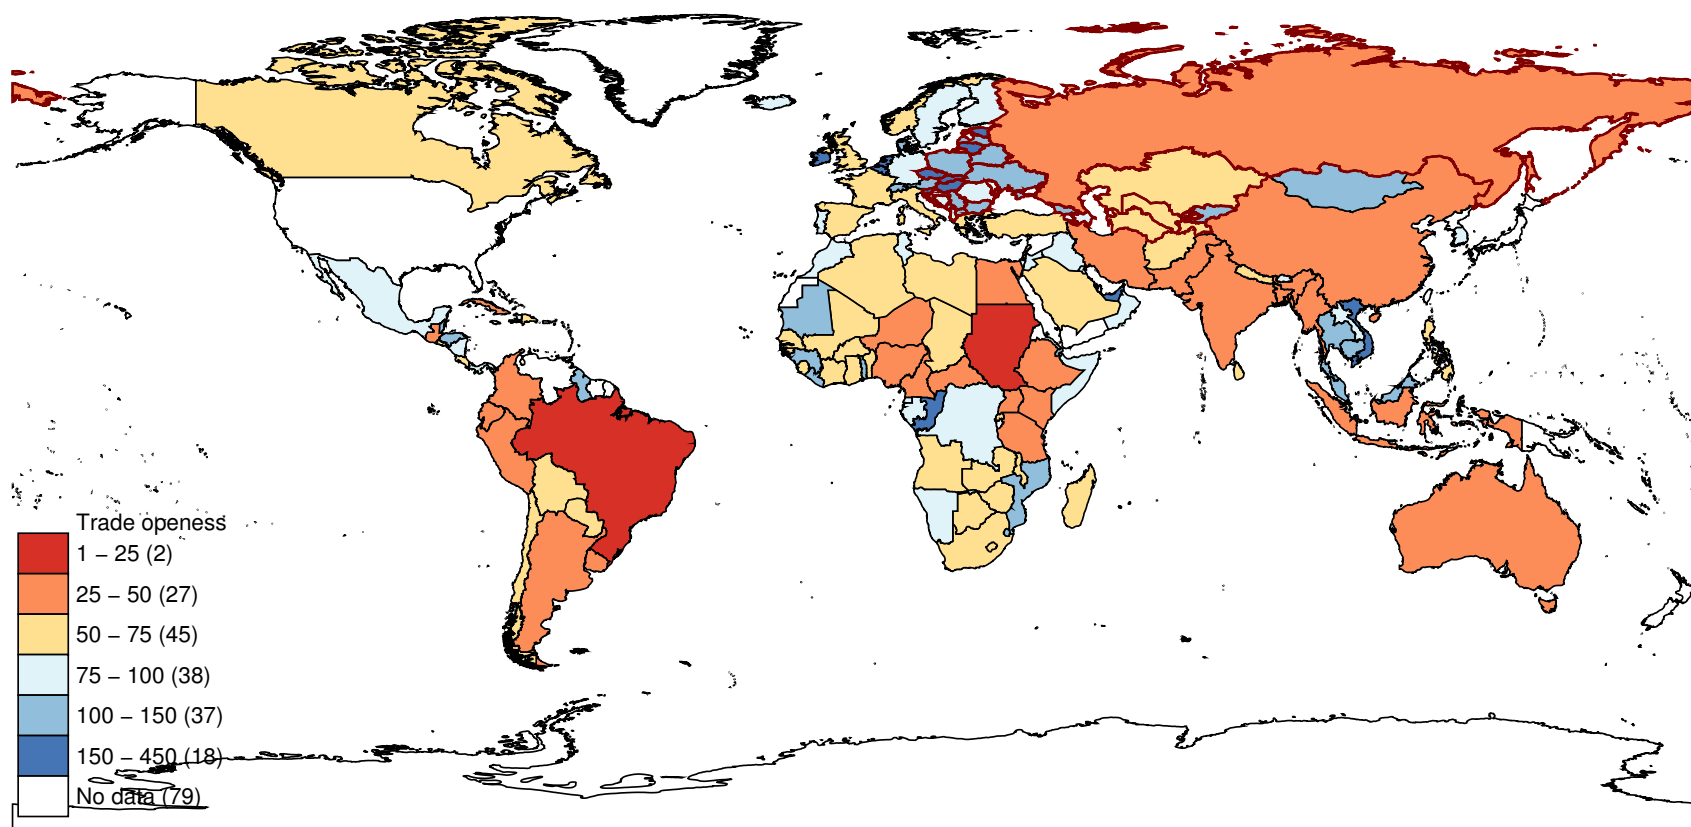 Trade openess
1 − 25 (2)
25 − 50 (27)
50 − 75 (45)
75 − 100 (38)
100 − 150 (37)
150 − 450 (18)
No data (79)